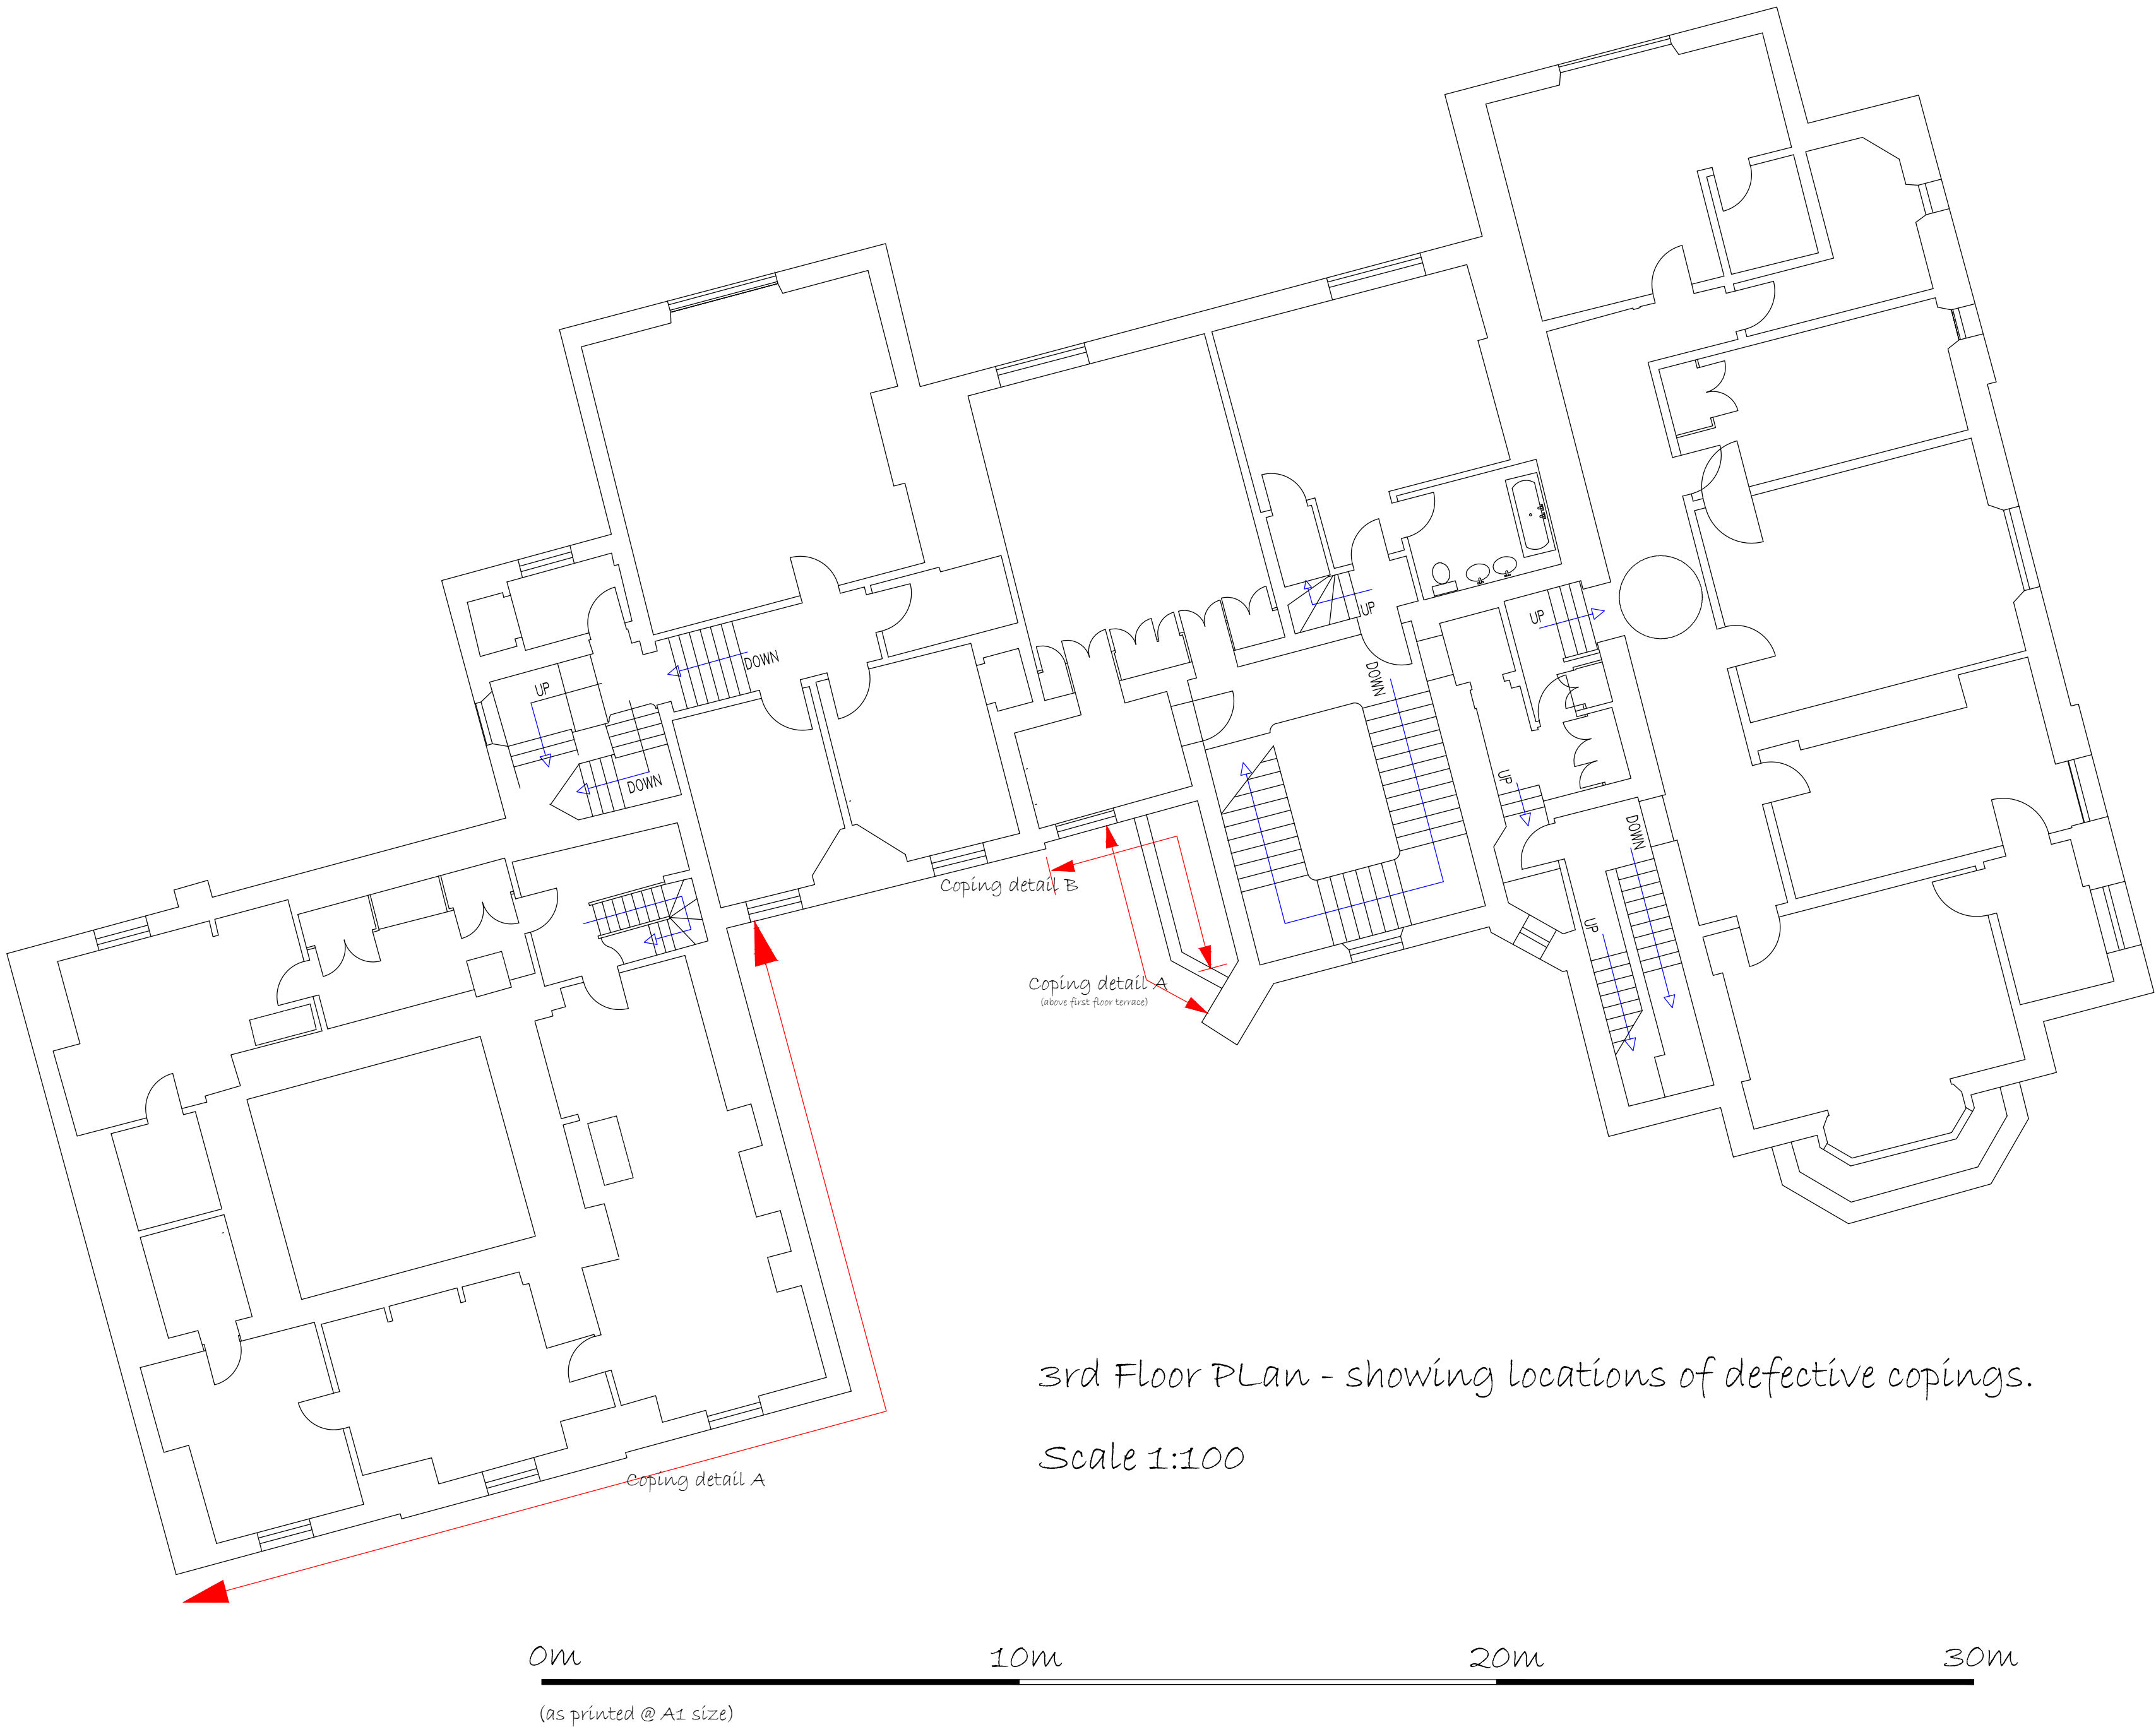 DOWN
UP
DOWN
UP
DOWN
UP
UP
DOWN
UP
Coping detail B
Coping detail A
(above first floor terrace)
3rd Floor PLan - showing locations of defective copings.
Scale 1:100
Coping detail A
0m 10m 20m 30m
(as printed @ A1 size)